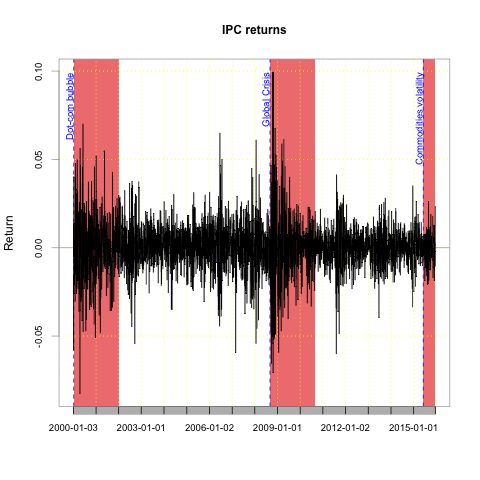 IPC returns
Dot-com bubble
Global Crisis
Commodities volatility
Return
0.10
0.05
0.00
-0.05
2000-01-03
2003-01-01
2006-01-02
2009-01-01
2012-01-02
2015-01-01